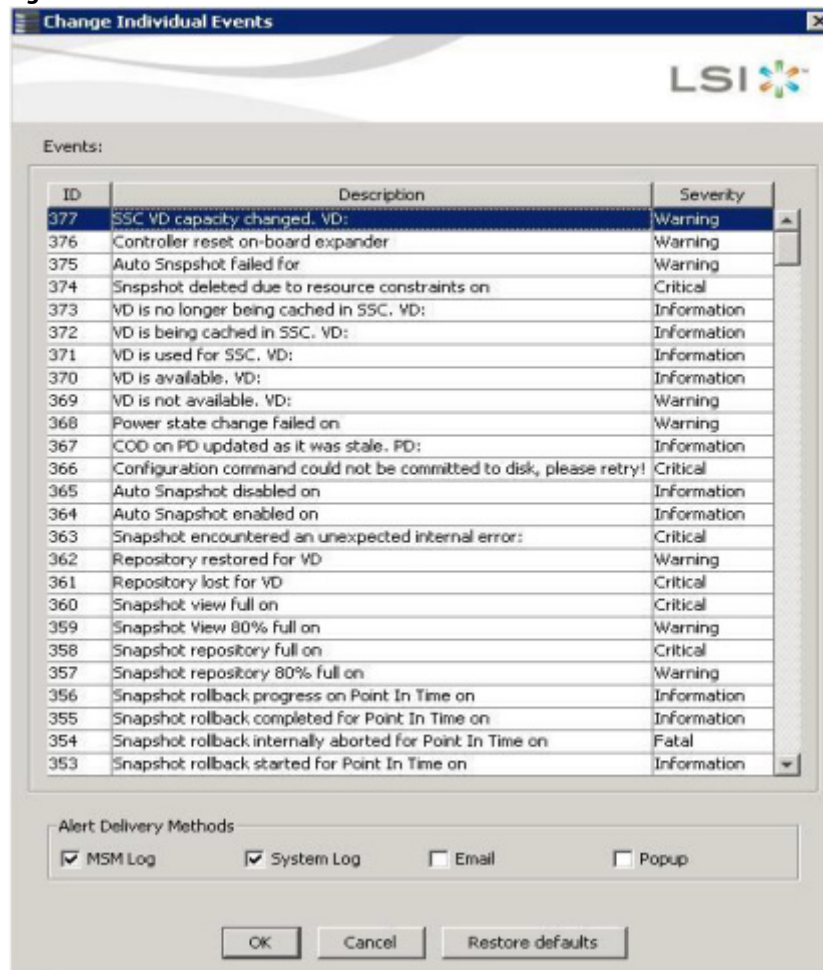 Change Individual Events
LSI
Events:
ID Description Severity
377 SSC VD capacity changed. VD: Warning
376 Controller reset on-board expander Warning
375 Auto Snspshot failed for Warning
374 Snspshot deleted due to resource constraints on Critical
373 VD is no longer being cached in SSC. VD: Information
372 VD is being cached in SSC. VD: Information
371 VD is used for SSC. VD: Information
370 VD is available. VD: Information
369 VD is not available. VD: Warning
368 Power state change failed on Warning
367 COD on PD updated as it was stale. PD: Information
366 Configuration command could not be committed to disk, please retry! Critical
365 Auto Snapshot disabled on Information
364 Auto Snapshot enabled on Information
363 Snapshot encountered an unexpected internal error: Critical
362 Repository restored for VD Warning
361 Repository lost for VD Critical
360 Snapshot view full on Critical
359 Snapshot View 80% full on Warning
358 Snapshot repository full on Critical
357 Snapshot repository 80% full on Warning
356 Snapshot rollback progress on Point In Time on Information
355 Snapshot rollback completed for Point In Time on Information
354 Snapshot rollback internally aborted for Point In Time on Fatal
353 Snapshot rollback started for Point In Time on Information
Alert Delivery Methods
MSM Log System Log Email Popup
OK Cancel Restore defaults